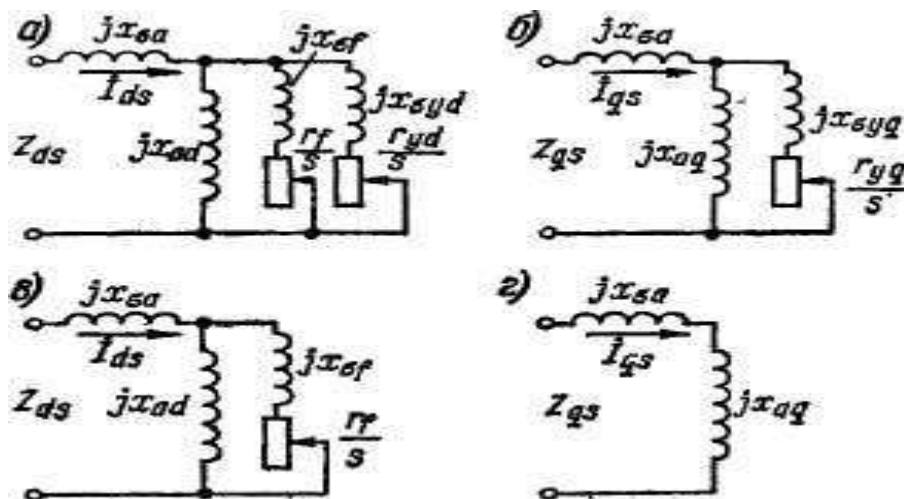 а)
jxσa
jxσf
İds
jxσyd
Zds
jxad
rf/s
ryd/s
б)
jxσa
İqs
jxσyq
Zqs
jxaq
ryq/s
в)
jxσa
İds
jxσf
Zds
jxad
rf/s
г)
jxσa
İqs
Zqs
jxaq